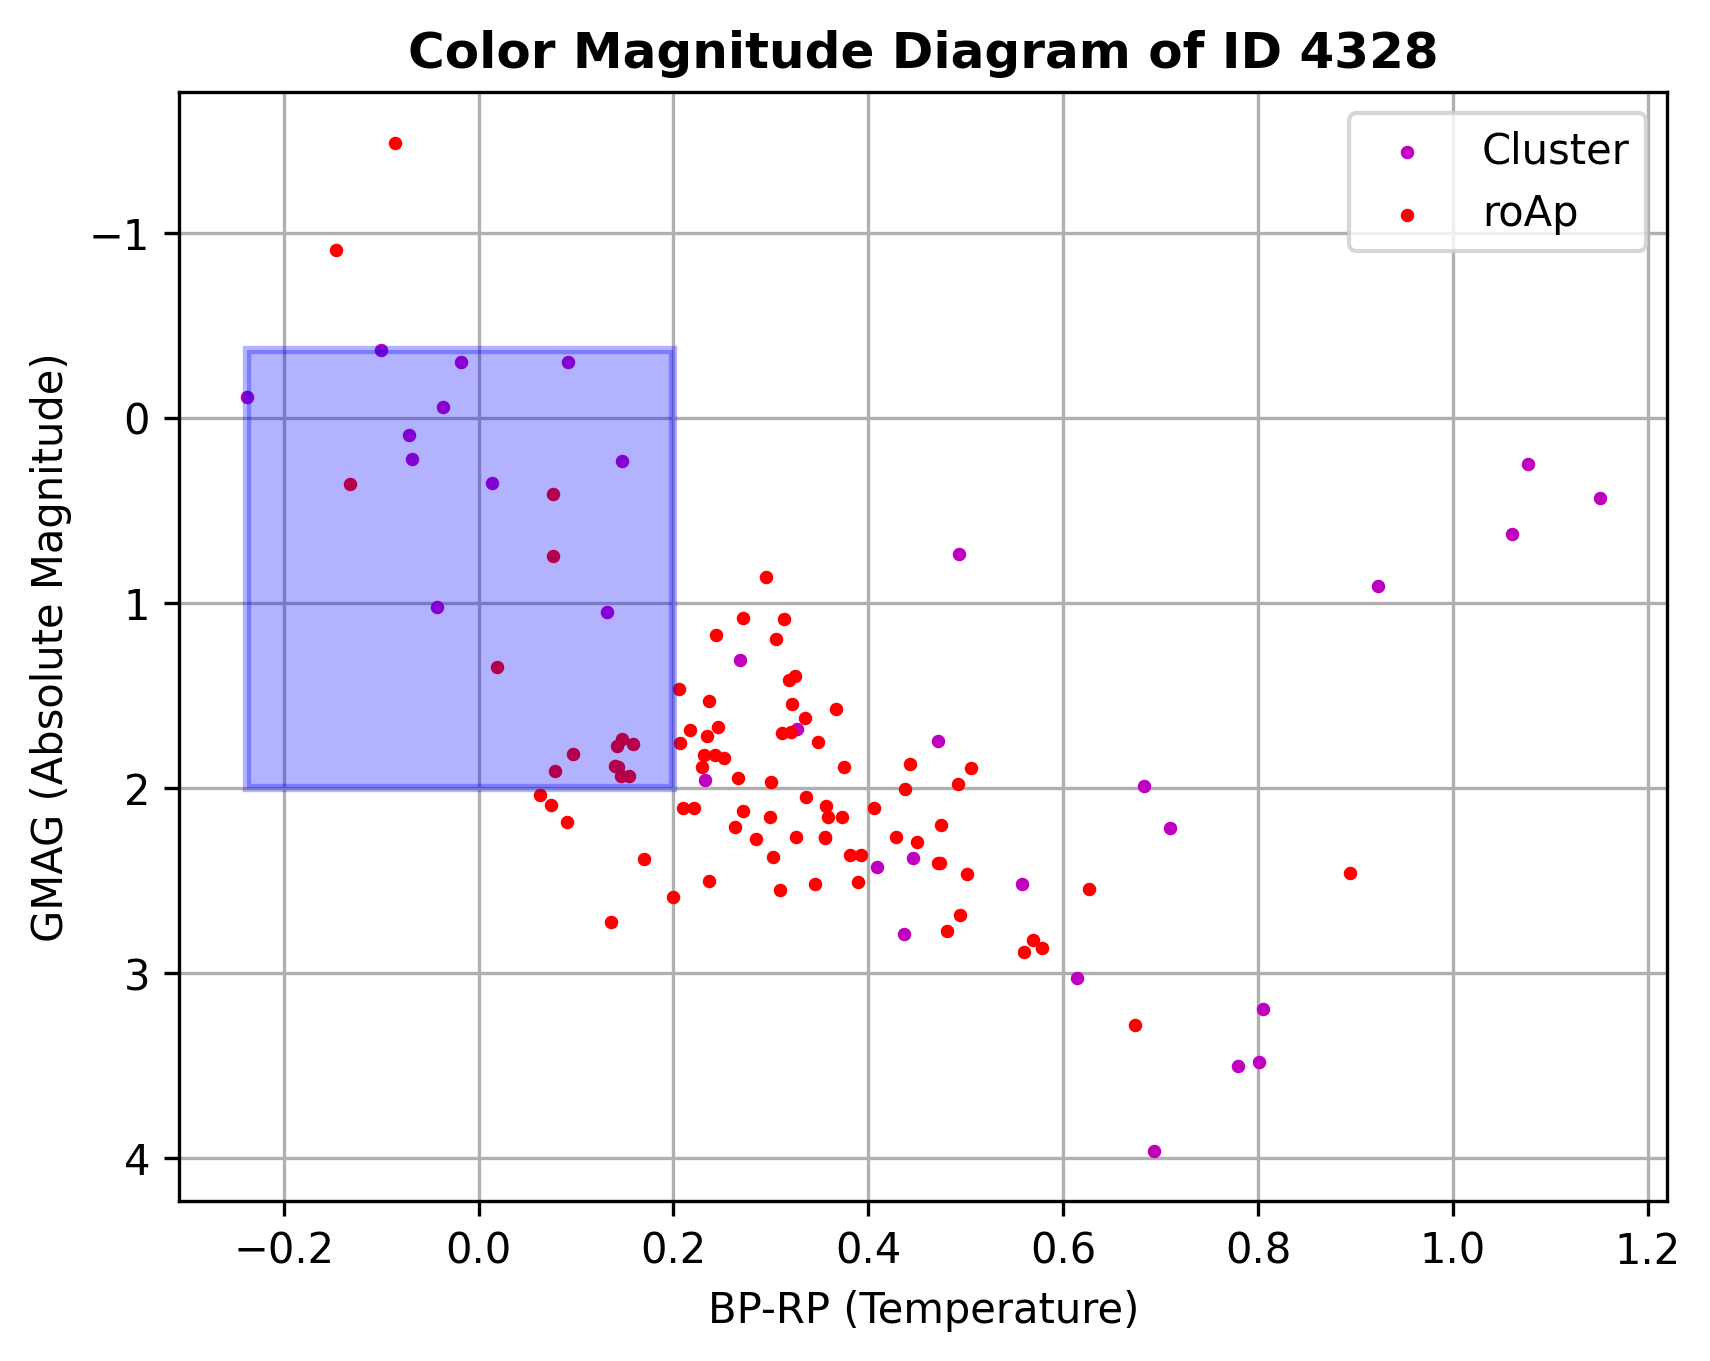 Color Magnitude Diagram of ID 4328
Cluster
roAp
GMAG (Absolute Magnitude)
−1
0
1
2
3
4
−0.2 0.0 0.2 0.4 0.6 0.8 1.0 1.2
BP-RP (Temperature)